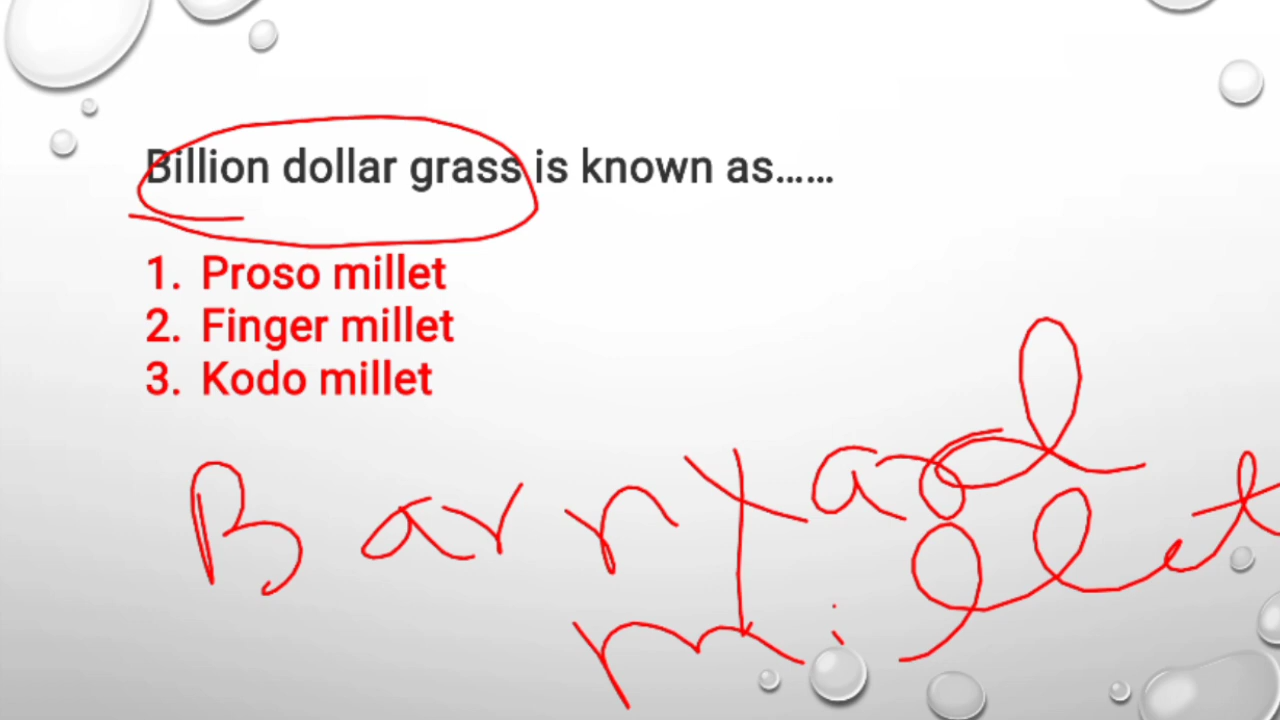 Billion dollar grass is known as......
1. Proso millet
2. Finger millet
3. Kodo millet
Barnyard
millet